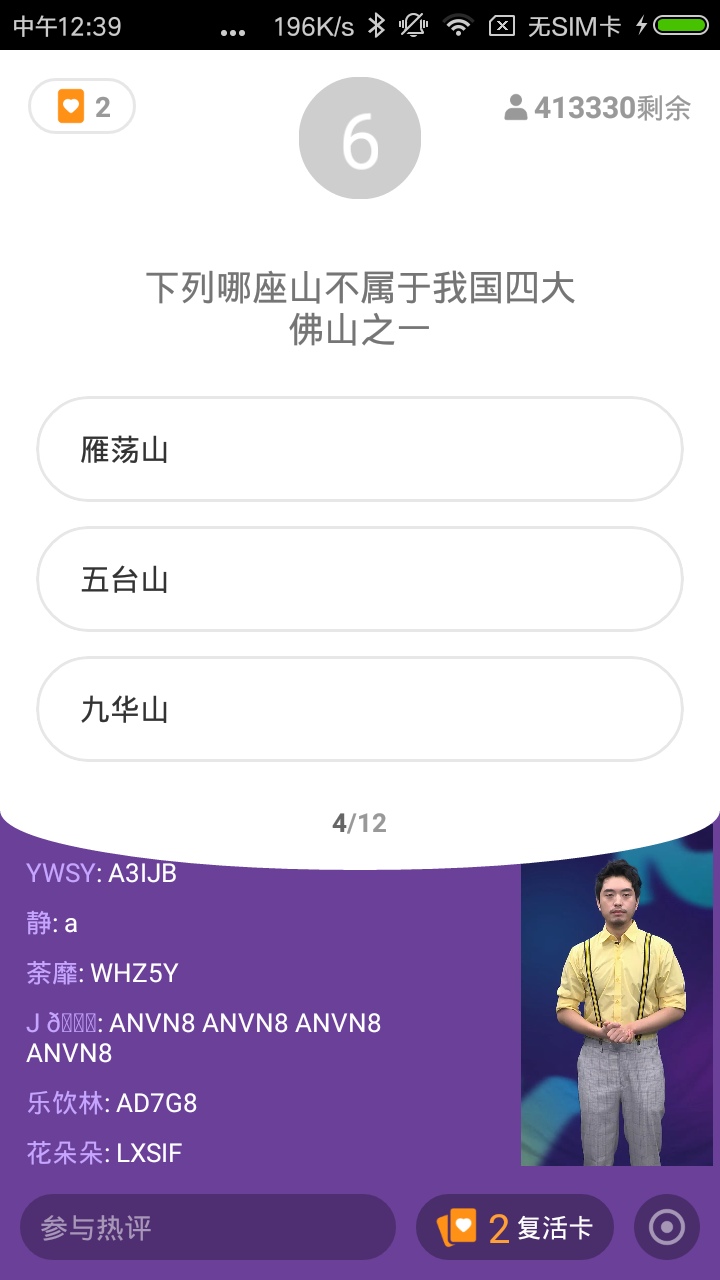 中午12:39
... 196K/s 无SIM卡
2
6
413330剩余
下列哪座山不属于我国四大
佛山之一
雁荡山
五台山
九华山
4/12
YWSY: A3IJB
静: a
荼靡: WHZ5Y
J ð: ANVN8 ANVN8 ANVN8
ANVN8
乐饮林: AD7G8
花朵朵: LXSIF
参与热评
2 复活卡